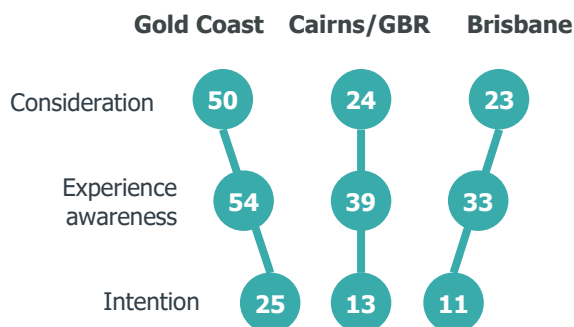 Gold Coast Cairns/GBR Brisbane
Consideration 50 24 23
Experience
awareness 54 39 33
Intention 25 13 11